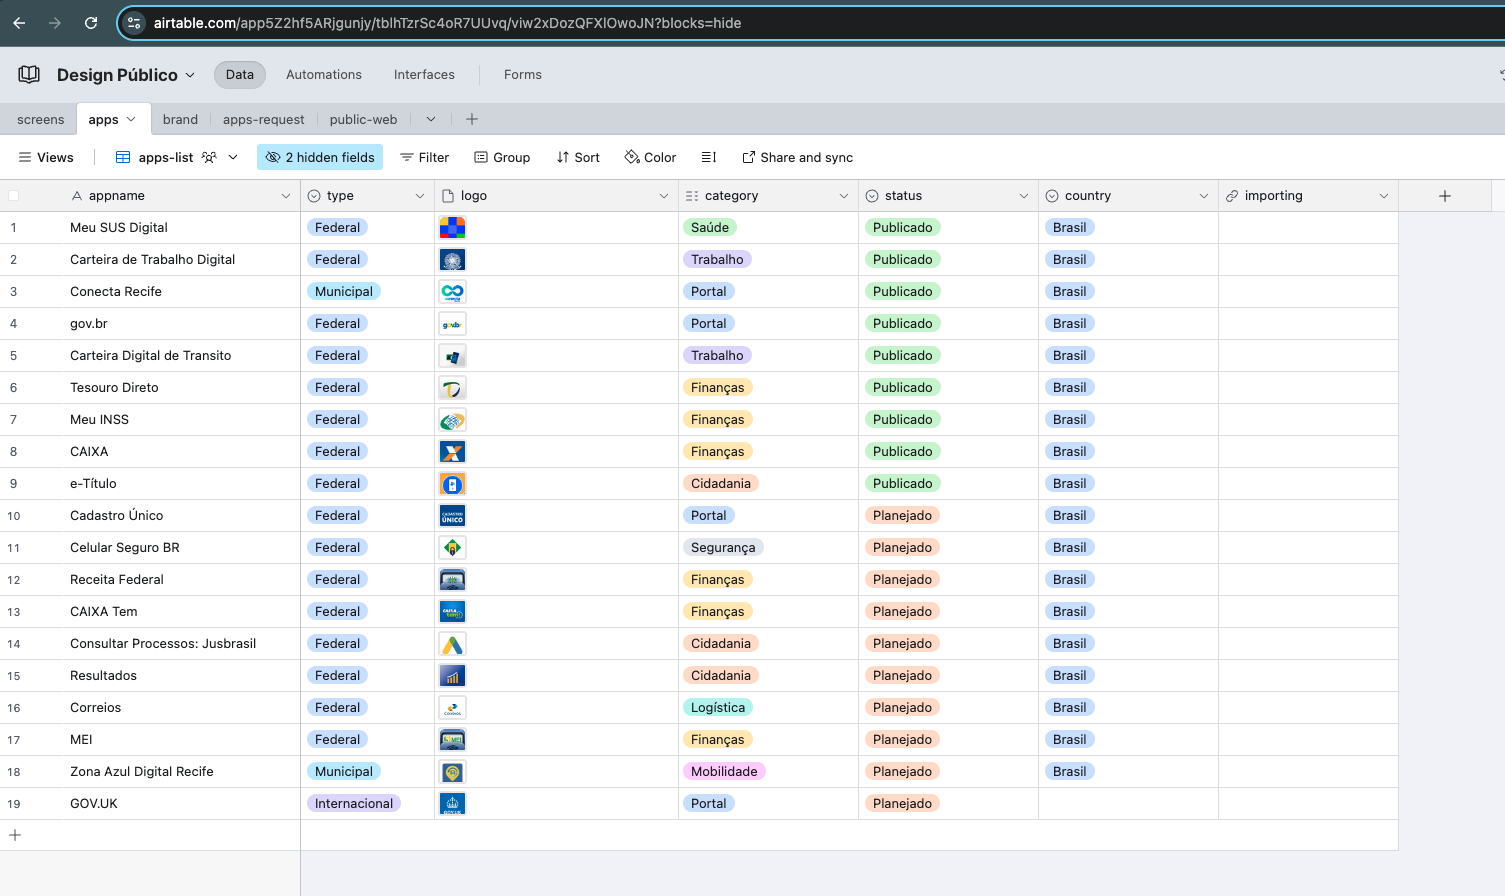 airtable.com/app5Z2hf5ARjgunjy/tblhTzrSc4oR7UUvq/viw2xDozQFXlOwoJN?blocks=hide
Design Público Data Automations Interfaces Forms
screens apps brand apps-request public-web
Views apps-list 2 hidden fields Filter Group Sort Color Share and sync
appname type logo category status country importing
1 Meu SUS Digital Federal Saúde Publicado Brasil
2 Carteira de Trabalho Digital Federal Trabalho Publicado Brasil
3 Conecta Recife Municipal Portal Publicado Brasil
4 gov.br Federal gov.br Portal Publicado Brasil
5 Carteira Digital de Transito Federal Trabalho Publicado Brasil
6 Tesouro Direto Federal Finanças Publicado Brasil
7 Meu INSS Federal Finanças Publicado Brasil
8 CAIXA Federal Finanças Publicado Brasil
9 e-Título Federal Cidadania Publicado Brasil
10 Cadastro Único Federal CADASTRO ÚNICO Portal Planejado Brasil
11 Celular Seguro BR Federal Segurança Planejado Brasil
12 Receita Federal Federal Finanças Planejado Brasil
13 CAIXA Tem Federal Finanças Planejado Brasil
14 Consultar Processos: Jusbrasil Federal Cidadania Planejado Brasil
15 Resultados Federal Cidadania Planejado Brasil
16 Correios Federal Logística Planejado Brasil
17 MEI Federal MEI Finanças Planejado Brasil
18 Zona Azul Digital Recife Municipal Mobilidade Planejado Brasil
19 GOV.UK Internacional GOV.UK Portal Planejado